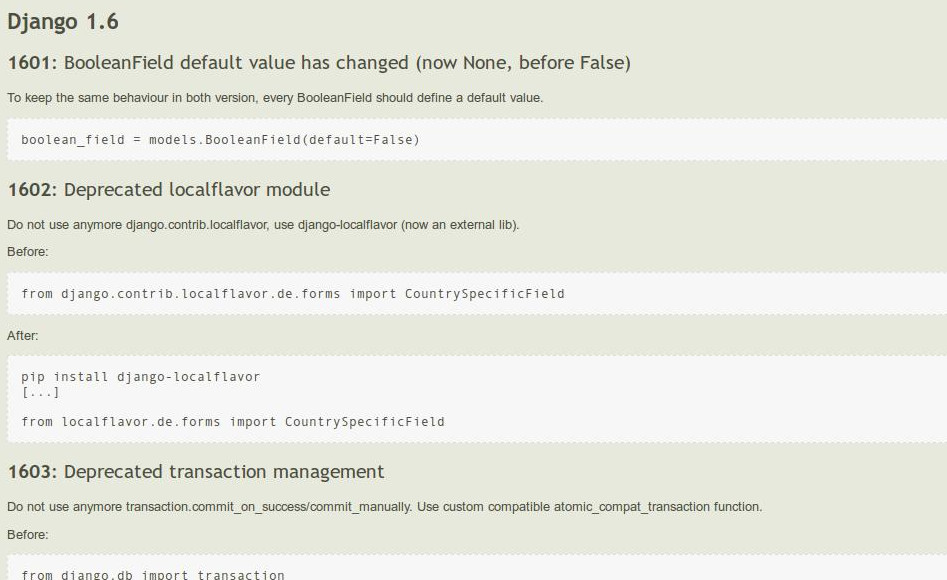 Django 1.6
1601: BooleanField default value has changed (now None, before False)
To keep the same behaviour in both version, every BooleanField should define a default value.
boolean_field = models.BooleanField(default=False)
1602: Deprecated localflavor module
Do not use anymore django.contrib.localflavor, use django-localflavor (now an external lib).
Before:
from django.contrib.localflavor.de.forms import CountrySpecificField
After:
pip install django-localflavor
[...]
from localflavor.de.forms import CountrySpecificField
1603: Deprecated transaction management
Do not use anymore transaction.commit_on_success/commit_manually. Use custom compatible atomic_compat_transaction function.
Before:
from django.db import transaction